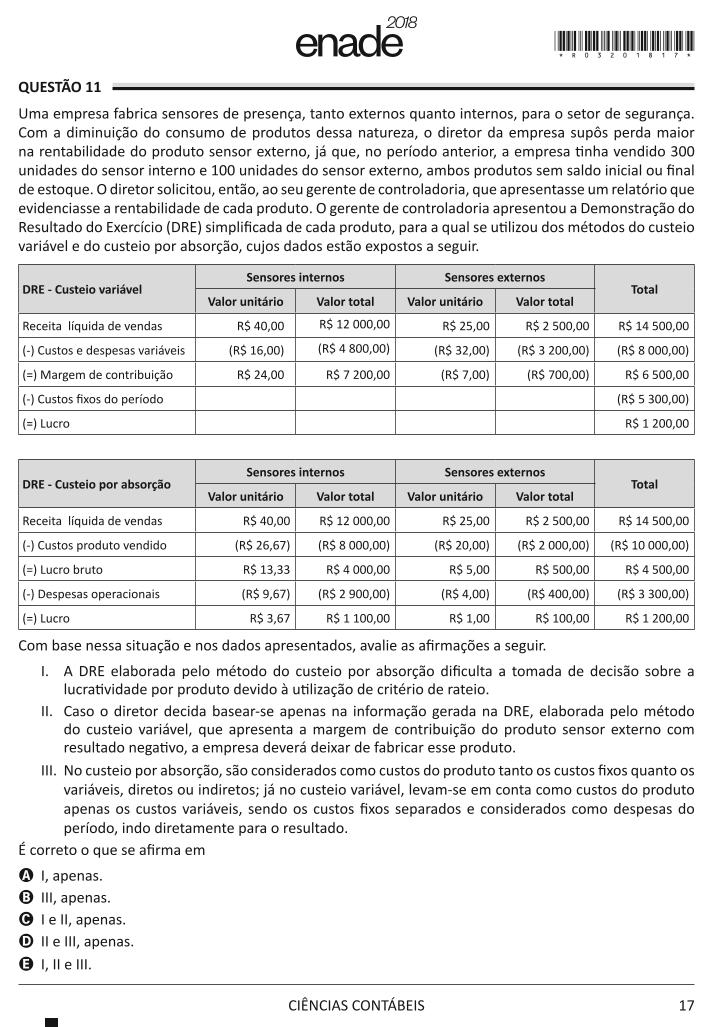 enade 2018
* R 0 3 2 0 1 8 1 7 *
QUESTÃO 11
Uma empresa fabrica sensores de presença, tanto externos quanto internos, para o setor de segurança.
Com a diminuição do consumo de produtos dessa natureza, o diretor da empresa supôs perda maior
na rentabilidade do produto sensor externo, já que, no período anterior, a empresa tinha vendido 300
unidades do sensor interno e 100 unidades do sensor externo, ambos produtos sem saldo inicial ou final
de estoque. O diretor solicitou, então, ao seu gerente de controladoria, que apresentasse um relatório que
evidenciasse a rentabilidade de cada produto. O gerente de controladoria apresentou a Demonstração do
Resultado do Exercício (DRE) simplificada de cada produto, para a qual se utilizou dos métodos do custeio
variável e do custeio por absorção, cujos dados estão expostos a seguir.
DRE - Custeio variável Sensores internos Sensores externos Total
Valor unitário Valor total Valor unitário Valor total
Receita líquida de vendas R$ 40,00 R$ 12 000,00 R$ 25,00 R$ 2 500,00 R$ 14 500,00
(-) Custos e despesas variáveis (R$ 16,00) (R$ 4 800,00) (R$ 32,00) (R$ 3 200,00) (R$ 8 000,00)
(=) Margem de contribuição R$ 24,00 R$ 7 200,00 (R$ 7,00) (R$ 700,00) R$ 6 500,00
(-) Custos fixos do período (R$ 5 300,00)
(=) Lucro R$ 1 200,00
DRE - Custeio por absorção Sensores internos Sensores externos Total
Valor unitário Valor total Valor unitário Valor total
Receita líquida de vendas R$ 40,00 R$ 12 000,00 R$ 25,00 R$ 2 500,00 R$ 14 500,00
(-) Custos produto vendido (R$ 26,67) (R$ 8 000,00) (R$ 20,00) (R$ 2 000,00) (R$ 10 000,00)
(=) Lucro bruto R$ 13,33 R$ 4 000,00 R$ 5,00 R$ 500,00 R$ 4 500,00
(-) Despesas operacionais (R$ 9,67) (R$ 2 900,00) (R$ 4,00) (R$ 400,00) (R$ 3 300,00)
(=) Lucro R$ 3,67 R$ 1 100,00 R$ 1,00 R$ 100,00 R$ 1 200,00
Com base nessa situação e nos dados apresentados, avalie as afirmações a seguir.
I. A DRE elaborada pelo método do custeio por absorção dificulta a tomada de decisão sobre a
lucratividade por produto devido à utilização de critério de rateio.
II. Caso o diretor decida basear-se apenas na informação gerada na DRE, elaborada pelo método
do custeio variável, que apresenta a margem de contribuição do produto sensor externo com
resultado negativo, a empresa deverá deixar de fabricar esse produto.
III. No custeio por absorção, são considerados como custos do produto tanto os custos fixos quanto os
variáveis, diretos ou indiretos; já no custeio variável, levam-se em conta como custos do produto
apenas os custos variáveis, sendo os custos fixos separados e considerados como despesas do
período, indo diretamente para o resultado.
É correto o que se afirma em
A I, apenas.
B III, apenas.
C I e II, apenas.
D II e III, apenas.
E I, II e III.
CIÊNCIAS CONTÁBEIS 17